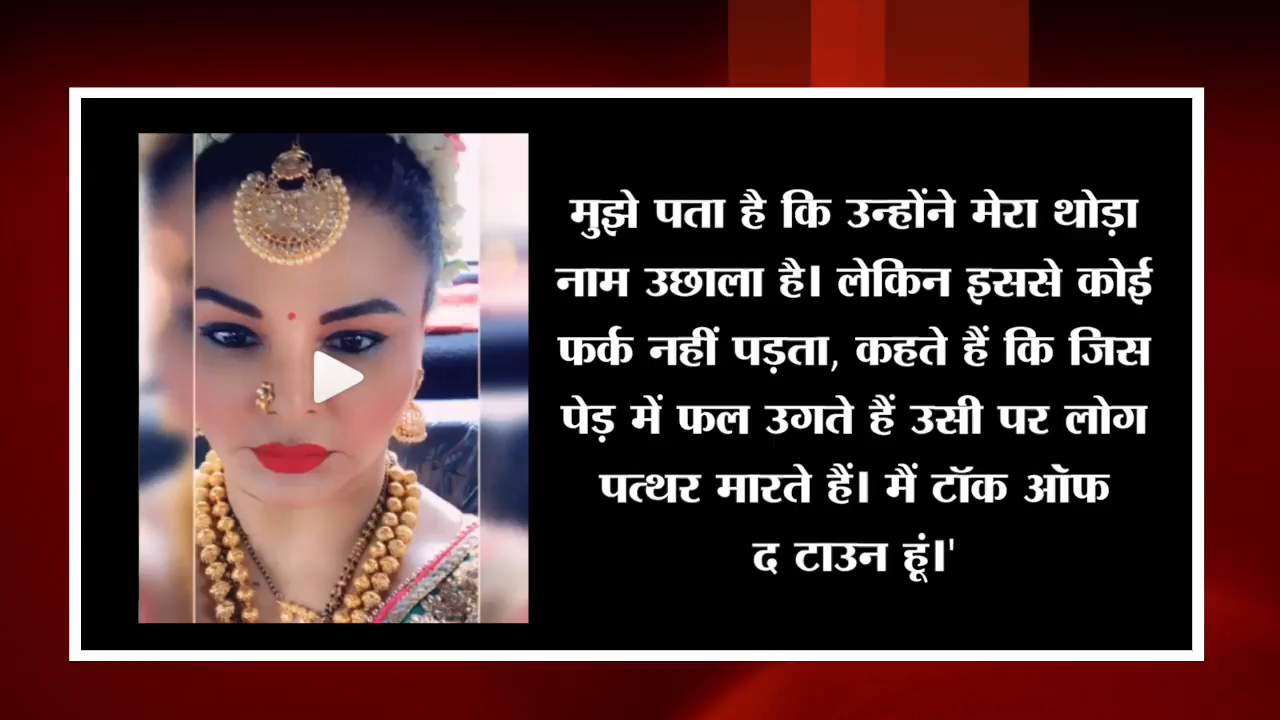 मुझे पता है कि उन्होंने मेरा थोड़ा
नाम उछाला है। लेकिन इससे कोई
फर्क नहीं पड़ता, कहते हैं कि जिस
पेड़ में फल उगते हैं उसी पर लोग
पत्थर मारते हैं। मैं टॉक ऑफ
द टाउन हूं।'